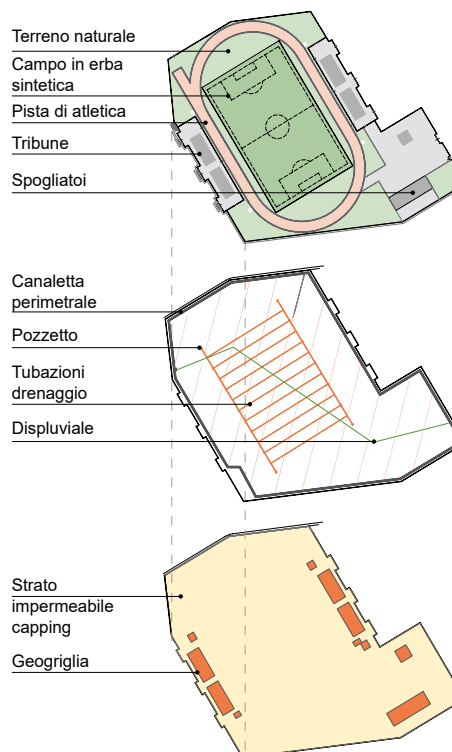 Terreno naturale
Campo in erba
sintetica
Pista di atletica
Tribune
Spogliatoi
Canaletta
perimetrale
Pozzetto
Tubazioni
drenaggio
Displuviale
Strato
impermeabile
capping
Geogriglia